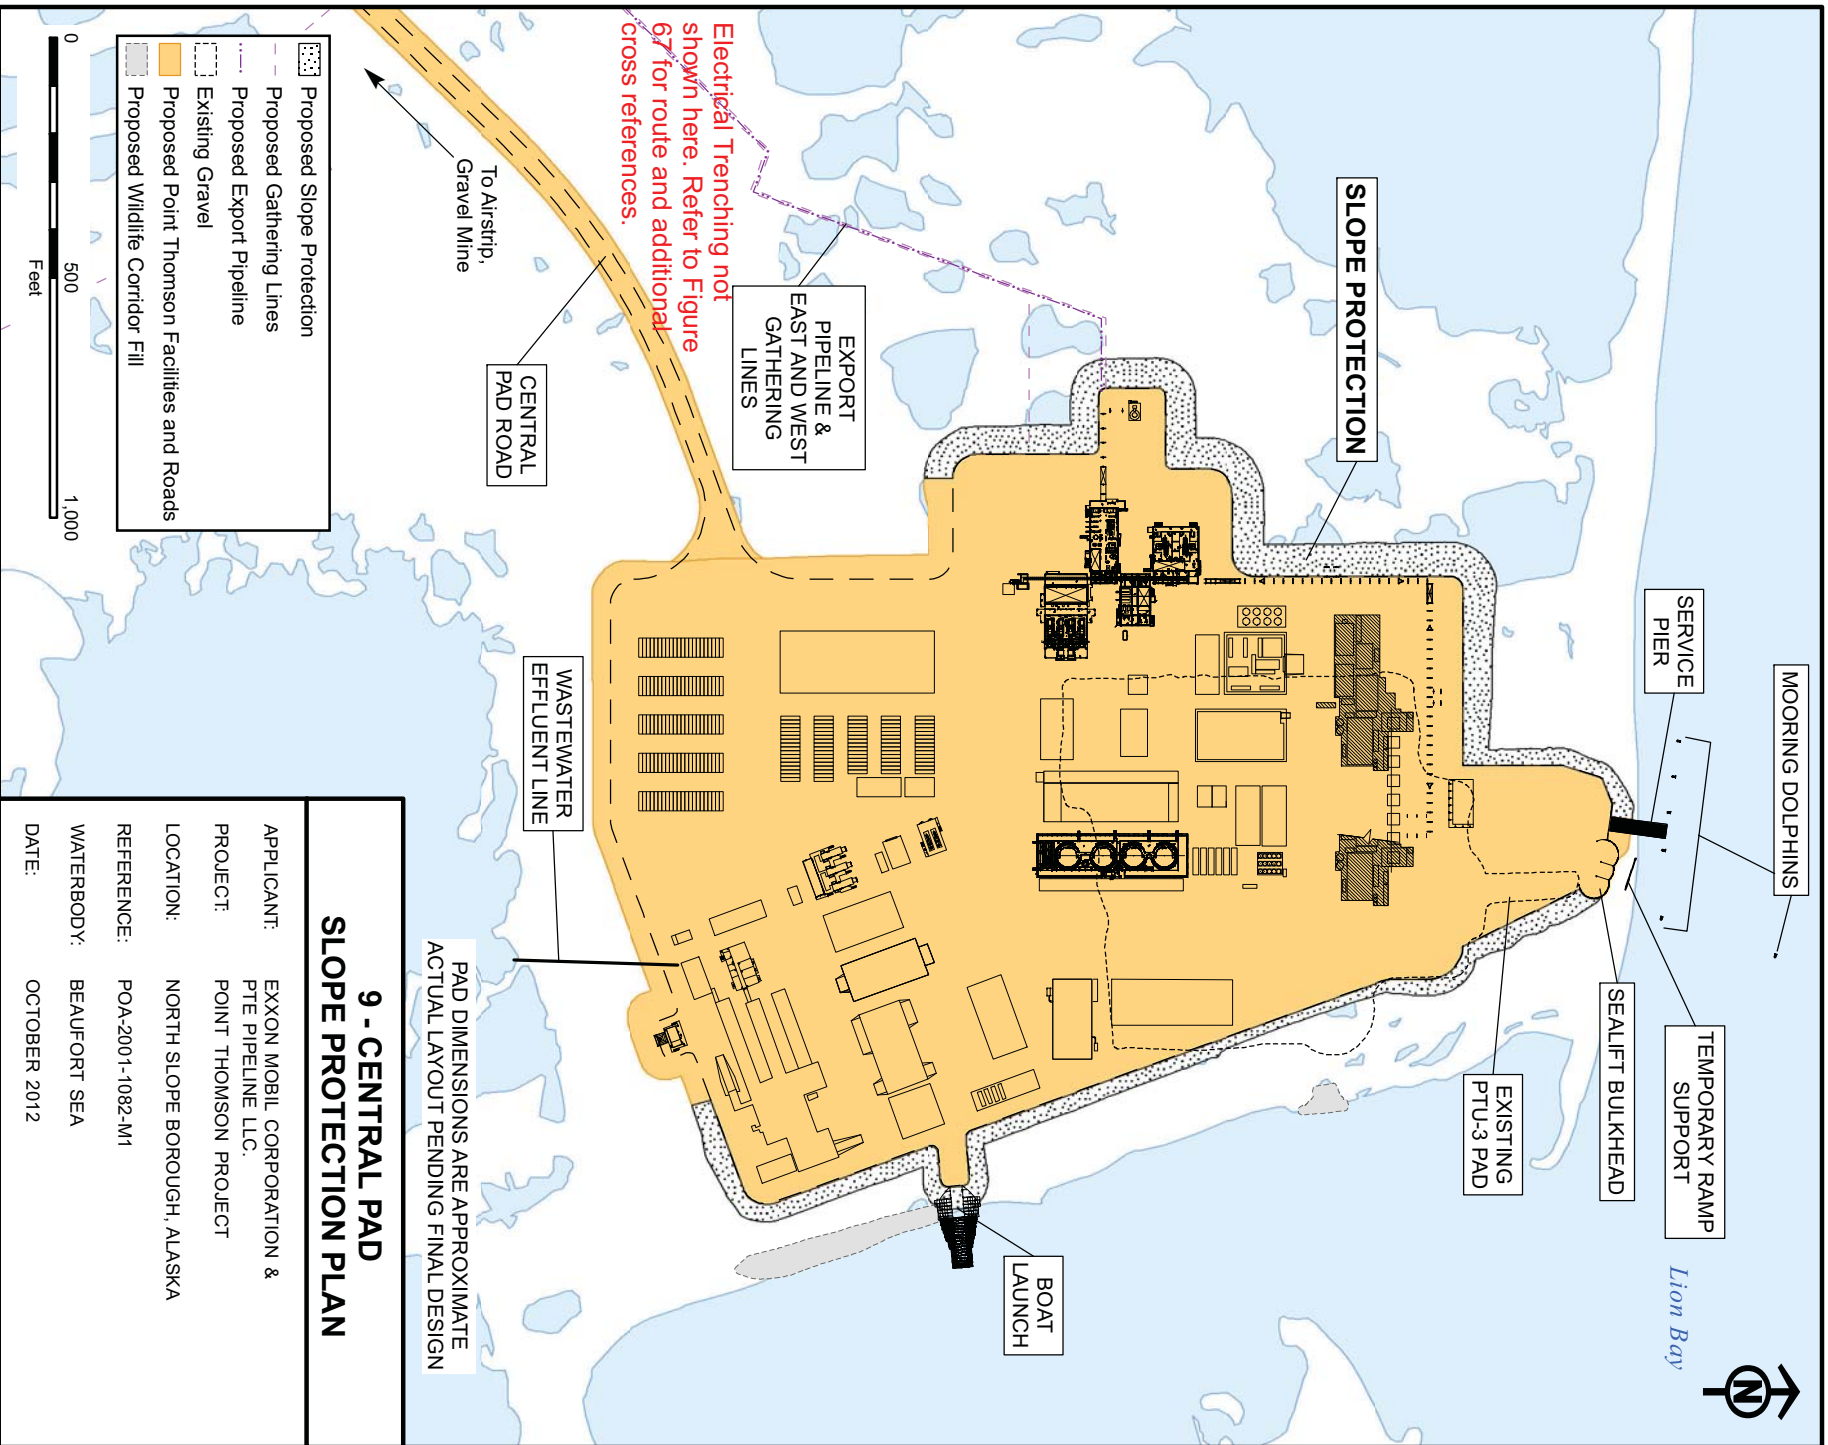 MOORING DOLPHINS
SERVICE
PIER
Lion Bay
N
TEMPORARY RAMP
SUPPORT
SEALIFT BULKHEAD
EXISTING
PTU-3 PAD
SLOPE PROTECTION
BOAT
LAUNCH
EXPORT
PIPELINE &
EAST AND WEST
GATHERING
LINES
Electrical Trenching not
shown here. Refer to Figure
67 for route and additional
cross references.
CENTRAL
PAD ROAD
To Airstrip,
Gravel Mine
WASTEWATER
EFFLUENT LINE
PAD DIMENSIONS ARE APPROXIMATE
ACTUAL LAYOUT PENDING FINAL DESIGN
Proposed Slope Protection
Proposed Gathering Lines
Proposed Export Pipeline
Existing Gravel
Proposed Point Thomson Facilities and Roads
Proposed Wildlife Corridor Fill
0 500 1,000
Feet
9 - CENTRAL PAD
SLOPE PROTECTION PLAN
APPLICANT: EXXON MOBIL CORPORATION &
PTE PIPELINE LLC.
PROJECT: POINT THOMSON PROJECT
LOCATION: NORTH SLOPE BOROUGH, ALASKA
REFERENCE: POA-2001-1082-M1
WATERBODY: BEAUFORT SEA
DATE: OCTOBER 2012